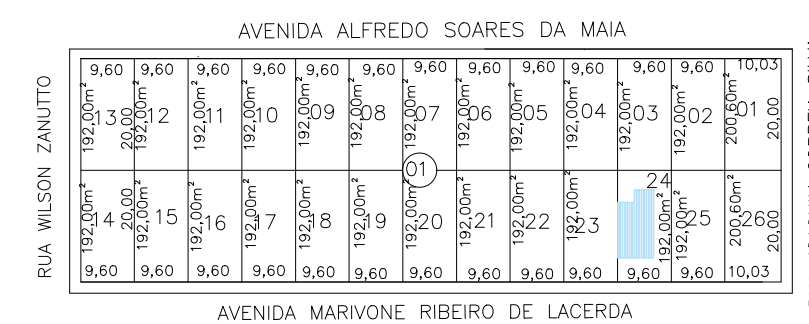 AVENIDA ALFREDO SOARES DA MAIA
RUA WILSON ZANUTTO
9,60 9,60 9,60 9,60 9,60 9,60 9,60 9,60 9,60 9,60 9,60 10,03
192,00m² 13 20,00 192,00m² 12 192,00m² 11 192,00m² 10 192,00m² 09 192,00m² 08 192,00m² 07 192,00m² 06 192,00m² 05 192,00m² 04 192,00m² 03 192,00m² 02 200,60m² 01 20,00
01
192,00m² 14 20,00 192,00m² 15 192,00m² 16 192,00m² 17 192,00m² 18 192,00m² 19 192,00m² 20 192,00m² 21 192,00m² 22 192,00m² 23 24 192,00m² 192,00m² 25 200,60m² 26 20,00
9,60 9,60 9,60 9,60 9,60 9,60 9,60 9,60 9,60 9,60 9,60 10,03
AVENIDA MARIVONE RIBEIRO DE LACERDA